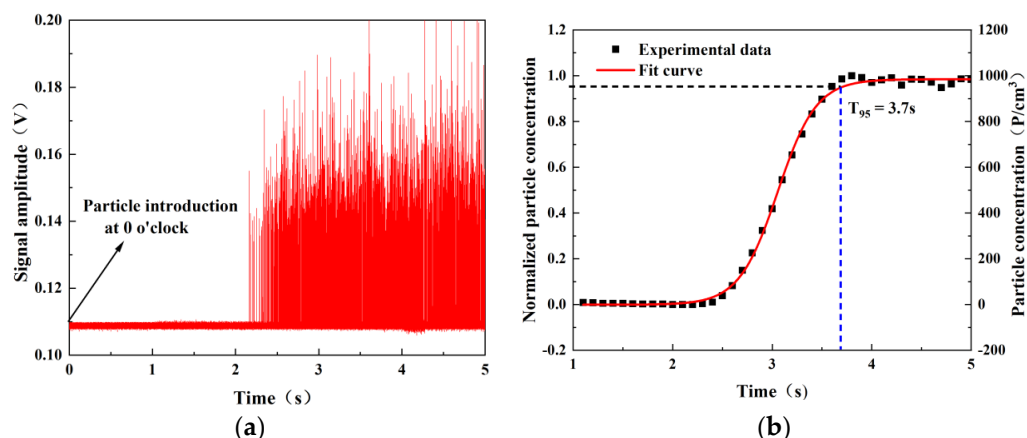 0.20
0.18
0.16
0.14
0.12
0.10
Signal amplitude（V）
Particle introduction
at 0 o'clock
0 1 2 3 4 5
Time（s）
(a)
1.2
1.0
0.8
0.6
0.4
0.2
0.0
-0.2
Normalized particle concentration
Experimental data
Fit curve
T95 = 3.7s
1200
1000
800
600
400
200
0
-200
Particle concentration（P/cm3）
1 2 3 4 5
Time（s）
(b)